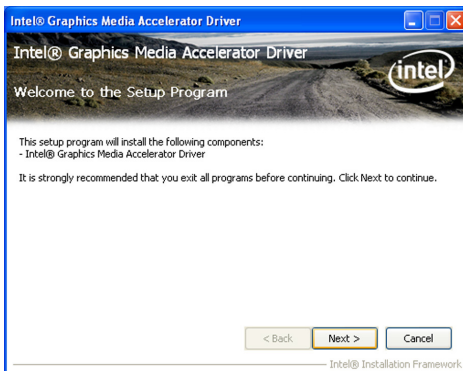 Intel® Graphics Media Accelerator Driver
Intel® Graphics Media Accelerator Driver
intel
Welcome to the Setup Program
This setup program will install the following components:
- Intel® Graphics Media Accelerator Driver
It is strongly recommended that you exit all programs before continuing. Click Next to continue.
< Back Next > Cancel
Intel® Installation Framework